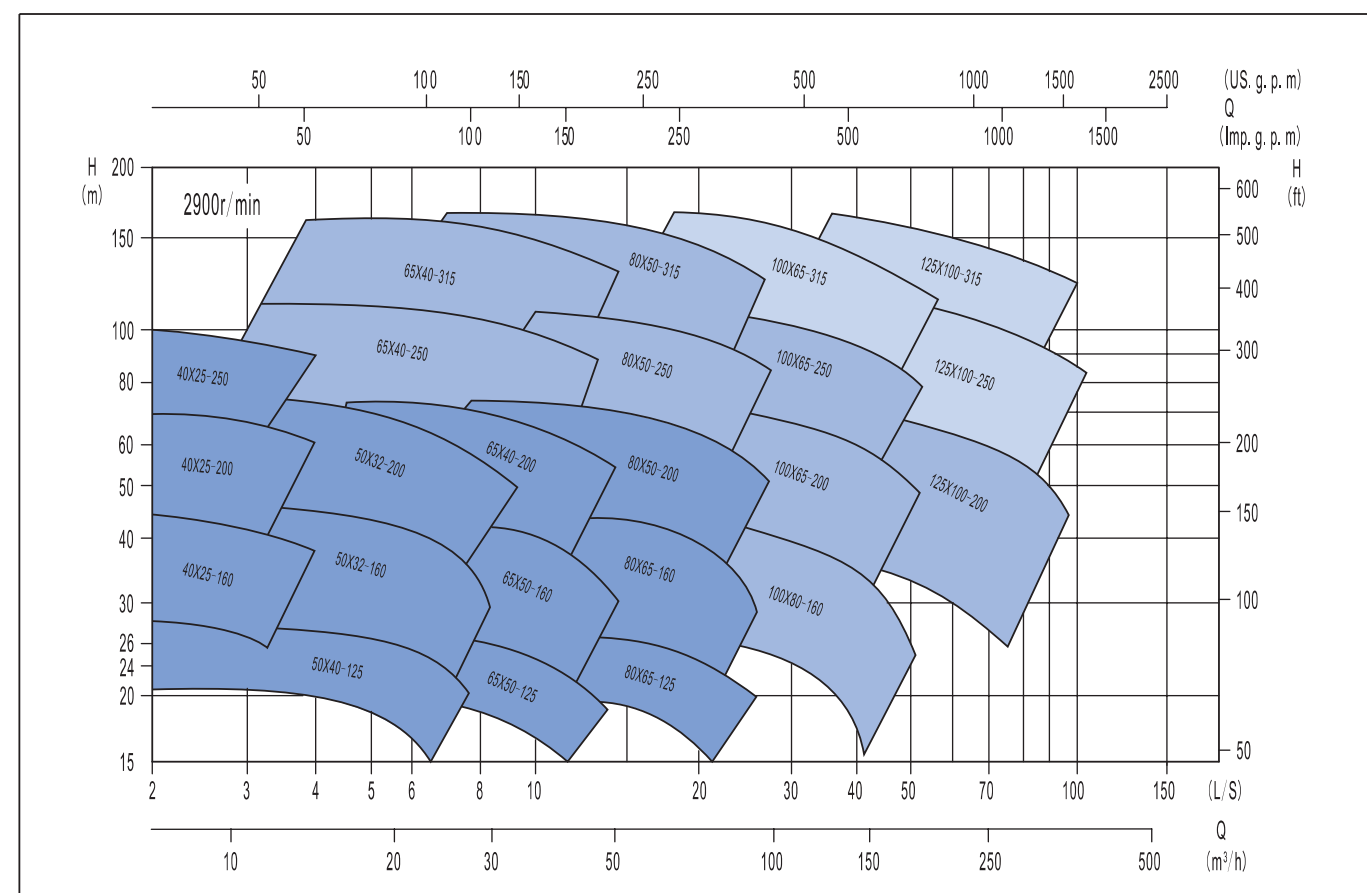 50 100 150 250 500 1000 1500 2500 (US. g. p. m)
Q
50 100 150 250 500 1000 1500 (Imp. g. p. m)
H
(m)
H
(ft)
2900r/min
200
150
100
80
60
50
40
30
26
24
20
15
600
500
400
300
200
150
100
50
65X40-315
80X50-315
100X65-315
125X100-315
40X25-250
65X40-250
80X50-250
100X65-250
125X100-250
40X25-200
50X32-200
65X40-200
80X50-200
100X65-200
125X100-200
40X25-160
50X32-160
65X50-160
80X65-160
100X80-160
50X40-125
65X50-125
80X65-125
2 3 4 5 6 8 10 20 30 40 50 70 100 150 (L/S)
Q
10 20 30 50 100 150 250 500 (m³/h)